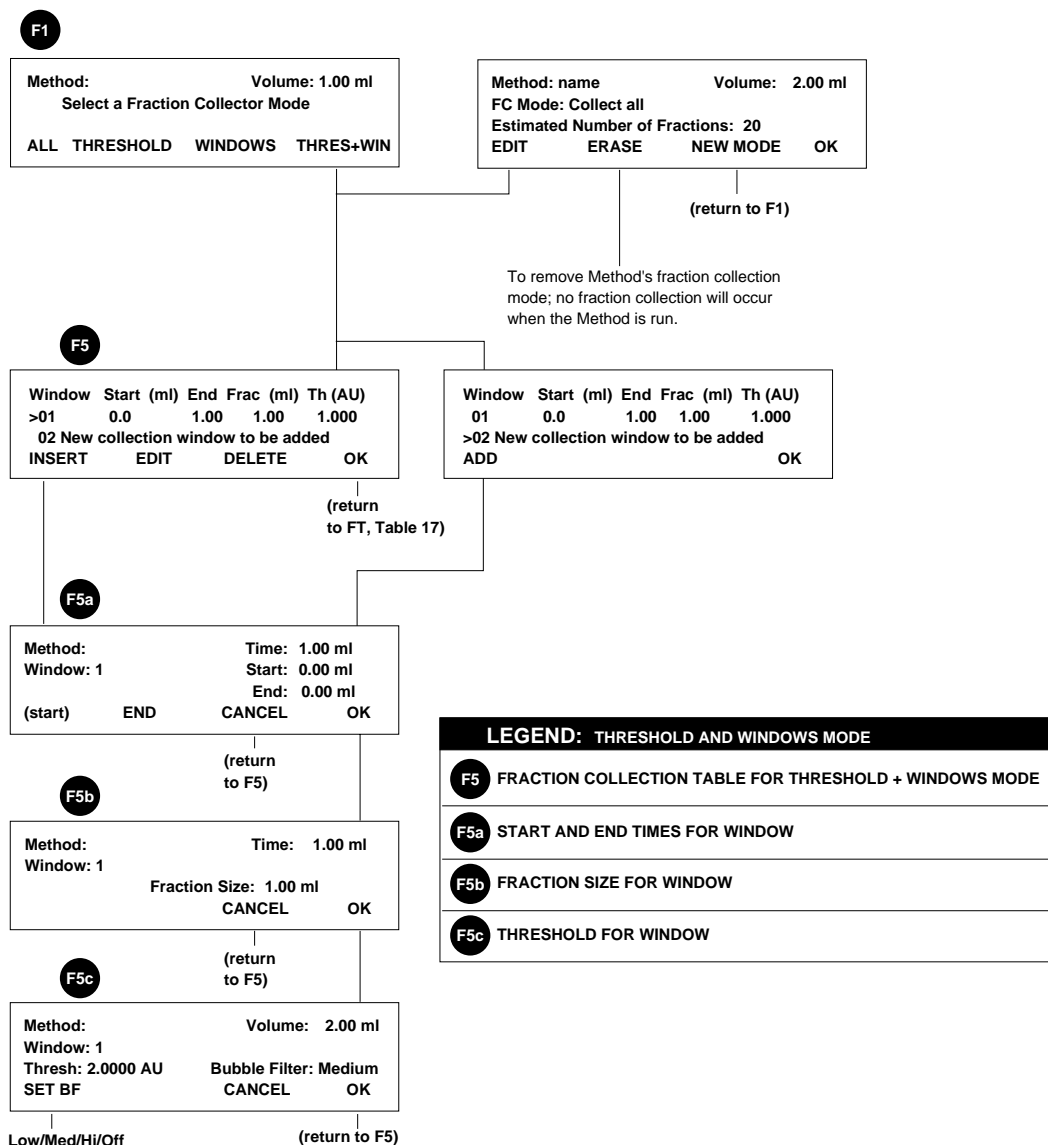 F1
Method: Volume: 1.00 ml
Select a Fraction Collector Mode
ALL THRESHOLD WINDOWS THRES+WIN
Method: name Volume: 2.00 ml
FC Mode: Collect all
Estimated Number of Fractions: 20
EDIT ERASE NEW MODE OK
(return to F1)
To remove Method's fraction collection
mode; no fraction collection will occur
when the Method is run.
F5
Window Start (ml) End Frac (ml) Th (AU)
>01 0.0 1.00 1.00 1.000
02 New collection window to be added
INSERT EDIT DELETE OK
Window Start (ml) End Frac (ml) Th (AU)
01 0.0 1.00 1.00 1.000
>02 New collection window to be added
ADD OK
(return
to FT, Table 17)
F5a
Method: Time: 1.00 ml
Window: 1 Start: 0.00 ml
End: 0.00 ml
(start) END CANCEL OK
(return
to F5)
F5b
Method: Time: 1.00 ml
Window: 1
Fraction Size: 1.00 ml
CANCEL OK
(return
to F5)
F5c
Method: Volume: 2.00 ml
Window: 1
Thresh: 2.0000 AU Bubble Filter: Medium
SET BF CANCEL OK
Low/Med/Hi/Off (return to F5)
LEGEND: THRESHOLD AND WINDOWS MODE
F5 FRACTION COLLECTION TABLE FOR THRESHOLD + WINDOWS MODE
F5a START AND END TIMES FOR WINDOW
F5b FRACTION SIZE FOR WINDOW
F5c THRESHOLD FOR WINDOW